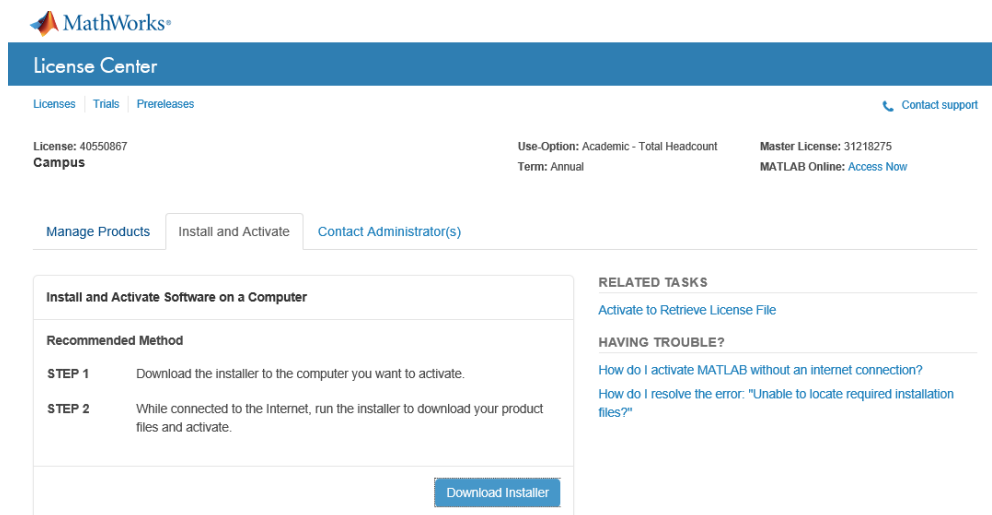 MathWorks®
License Center
Licenses Trials Prereleases Contact support
License: 40550867 Use-Option: Academic - Total Headcount Master License: 31218275
Campus Term: Annual MATLAB Online: Access Now
Manage Products Install and Activate Contact Administrator(s)
Install and Activate Software on a Computer
Recommended Method
STEP 1 Download the installer to the computer you want to activate.
STEP 2 While connected to the Internet, run the installer to download your product
files and activate.
Download Installer
RELATED TASKS
Activate to Retrieve License File
HAVING TROUBLE?
How do I activate MATLAB without an internet connection?
How do I resolve the error: "Unable to locate required installation
files?"